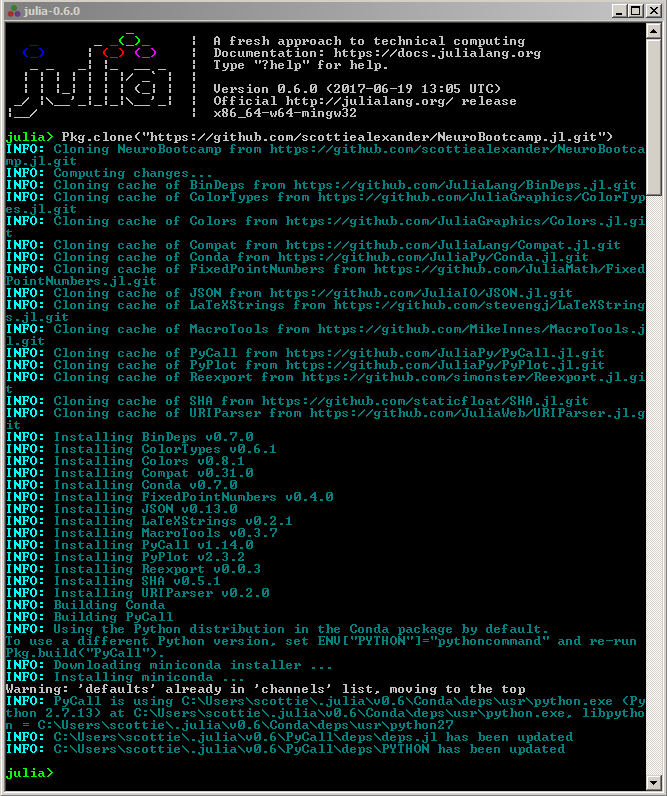 julia-0.6.0
A fresh approach to technical computing
Documentation: https://docs.julialang.org
Type "?help" for help.
Version 0.6.0 (2017-06-19 13:05 UTC)
Official http://julialang.org/ release
x86_64-w64-mingw32
julia> Pkg.clone("https://github.com/scottiealexander/NeuroBootcamp.jl.git")
INFO: Cloning NeuroBootcamp from https://github.com/scottiealexander/NeuroBootca
mp.jl.git
INFO: Computing changes...
INFO: Cloning cache of BinDeps from https://github.com/JuliaLang/BinDeps.jl.git
INFO: Cloning cache of ColorTypes from https://github.com/JuliaGraphics/ColorTyp
es.jl.git
INFO: Cloning cache of Colors from https://github.com/JuliaGraphics/Colors.jl.gi
t
INFO: Cloning cache of Compat from https://github.com/JuliaLang/Compat.jl.git
INFO: Cloning cache of Conda from https://github.com/JuliaPy/Conda.jl.git
INFO: Cloning cache of FixedPointNumbers from https://github.com/JuliaMath/Fixed
PointNumbers.jl.git
INFO: Cloning cache of JSON from https://github.com/JuliaIO/JSON.jl.git
INFO: Cloning cache of LaTeXStrings from https://github.com/stevengj/LaTeXString
s.jl.git
INFO: Cloning cache of MacroTools from https://github.com/MikeInnes/MacroTools.j
l.git
INFO: Cloning cache of PyCall from https://github.com/JuliaPy/PyCall.jl.git
INFO: Cloning cache of PyPlot from https://github.com/JuliaPy/PyPlot.jl.git
INFO: Cloning cache of Reexport from https://github.com/simonster/Reexport.jl.gi
t
INFO: Cloning cache of SHA from https://github.com/staticfloat/SHA.jl.git
INFO: Cloning cache of URIParser from https://github.com/JuliaWeb/URIParser.jl.g
it
INFO: Installing BinDeps v0.7.0
INFO: Installing ColorTypes v0.6.1
INFO: Installing Colors v0.8.1
INFO: Installing Compat v0.31.0
INFO: Installing Conda v0.7.0
INFO: Installing FixedPointNumbers v0.4.0
INFO: Installing JSON v0.13.0
INFO: Installing LaTeXStrings v0.2.1
INFO: Installing MacroTools v0.3.7
INFO: Installing PyCall v1.14.0
INFO: Installing PyPlot v2.3.2
INFO: Installing Reexport v0.0.3
INFO: Installing SHA v0.5.1
INFO: Installing URIParser v0.2.0
INFO: Building Conda
INFO: Building PyCall
INFO: Using the Python distribution in the Conda package by default.
To use a different Python version, set ENV["PYTHON"]="pythoncommand" and re-run
Pkg.build("PyCall").
INFO: Downloading miniconda installer ...
INFO: Installing miniconda ...
Warning: 'defaults' already in 'channels' list, moving to the top
INFO: PyCall is using C:\Users\scottie\.julia\v0.6\Conda\deps\usr\python.exe (Py
thon 2.7.13) at C:\Users\scottie\.julia\v0.6\Conda\deps\usr\python.exe, libpytho
n = C:\Users\scottie\.julia\v0.6\Conda\deps\usr\python27
INFO: C:\Users\scottie\.julia\v0.6\PyCall\deps\deps.jl has been updated
INFO: C:\Users\scottie\.julia\v0.6\PyCall\deps\PYTHON has been updated
julia>